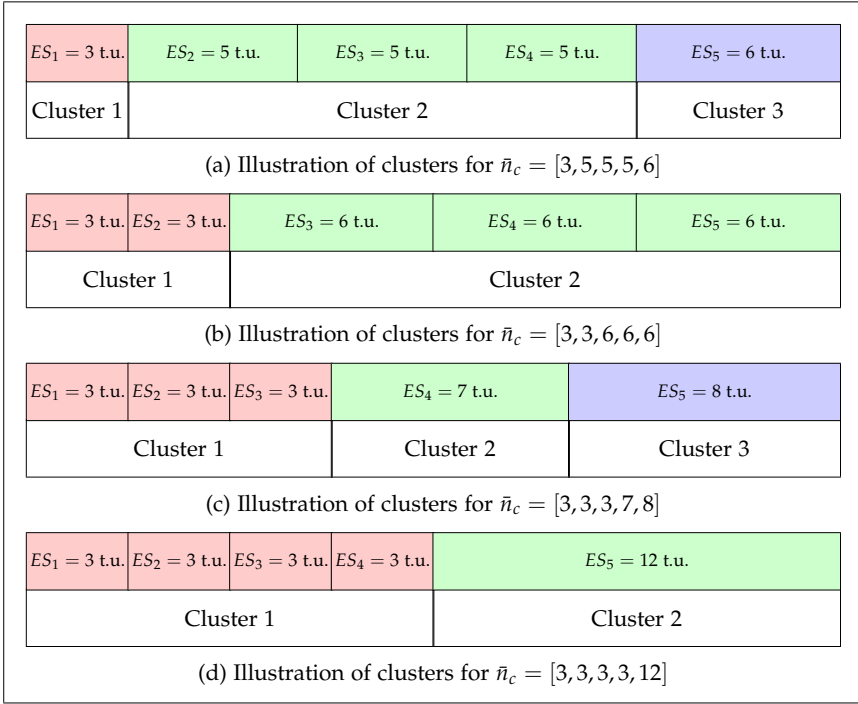 ES₁ = 3 t.u. ES₂ = 5 t.u. ES₃ = 5 t.u. ES₄ = 5 t.u. ES₅ = 6 t.u.
Cluster 1 Cluster 2 Cluster 3
(a) Illustration of clusters for n̄_c = [3, 5, 5, 5, 6]
ES₁ = 3 t.u. ES₂ = 3 t.u. ES₃ = 6 t.u. ES₄ = 6 t.u. ES₅ = 6 t.u.
Cluster 1 Cluster 2
(b) Illustration of clusters for n̄_c = [3, 3, 6, 6, 6]
ES₁ = 3 t.u. ES₂ = 3 t.u. ES₃ = 3 t.u. ES₄ = 7 t.u. ES₅ = 8 t.u.
Cluster 1 Cluster 2 Cluster 3
(c) Illustration of clusters for n̄_c = [3, 3, 3, 7, 8]
ES₁ = 3 t.u. ES₂ = 3 t.u. ES₃ = 3 t.u. ES₄ = 3 t.u. ES₅ = 12 t.u.
Cluster 1 Cluster 2
(d) Illustration of clusters for n̄_c = [3, 3, 3, 3, 12]